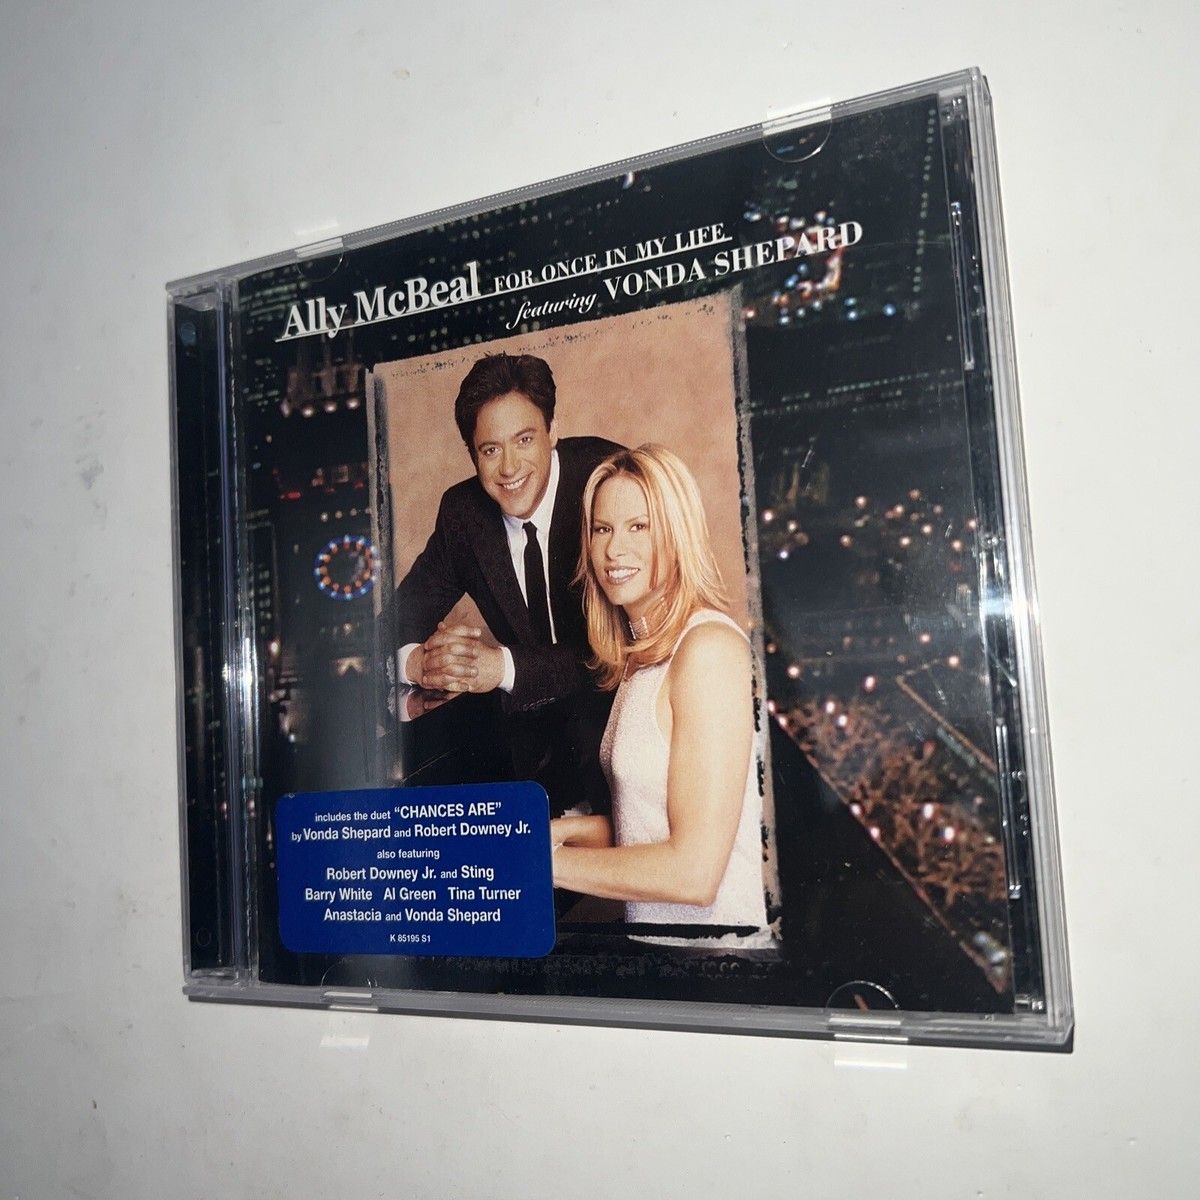 Ally McBeal FOR ONCE IN MY LIFE
featuring VONDA SHEPARD
includes the duet "CHANCES ARE"
by Vonda Shepard and Robert Downey Jr.
also featuring
Robert Downey Jr. and Sting
Barry White Al Green Tina Turner
Anastacia and Vonda Shepard
K 85195 S1